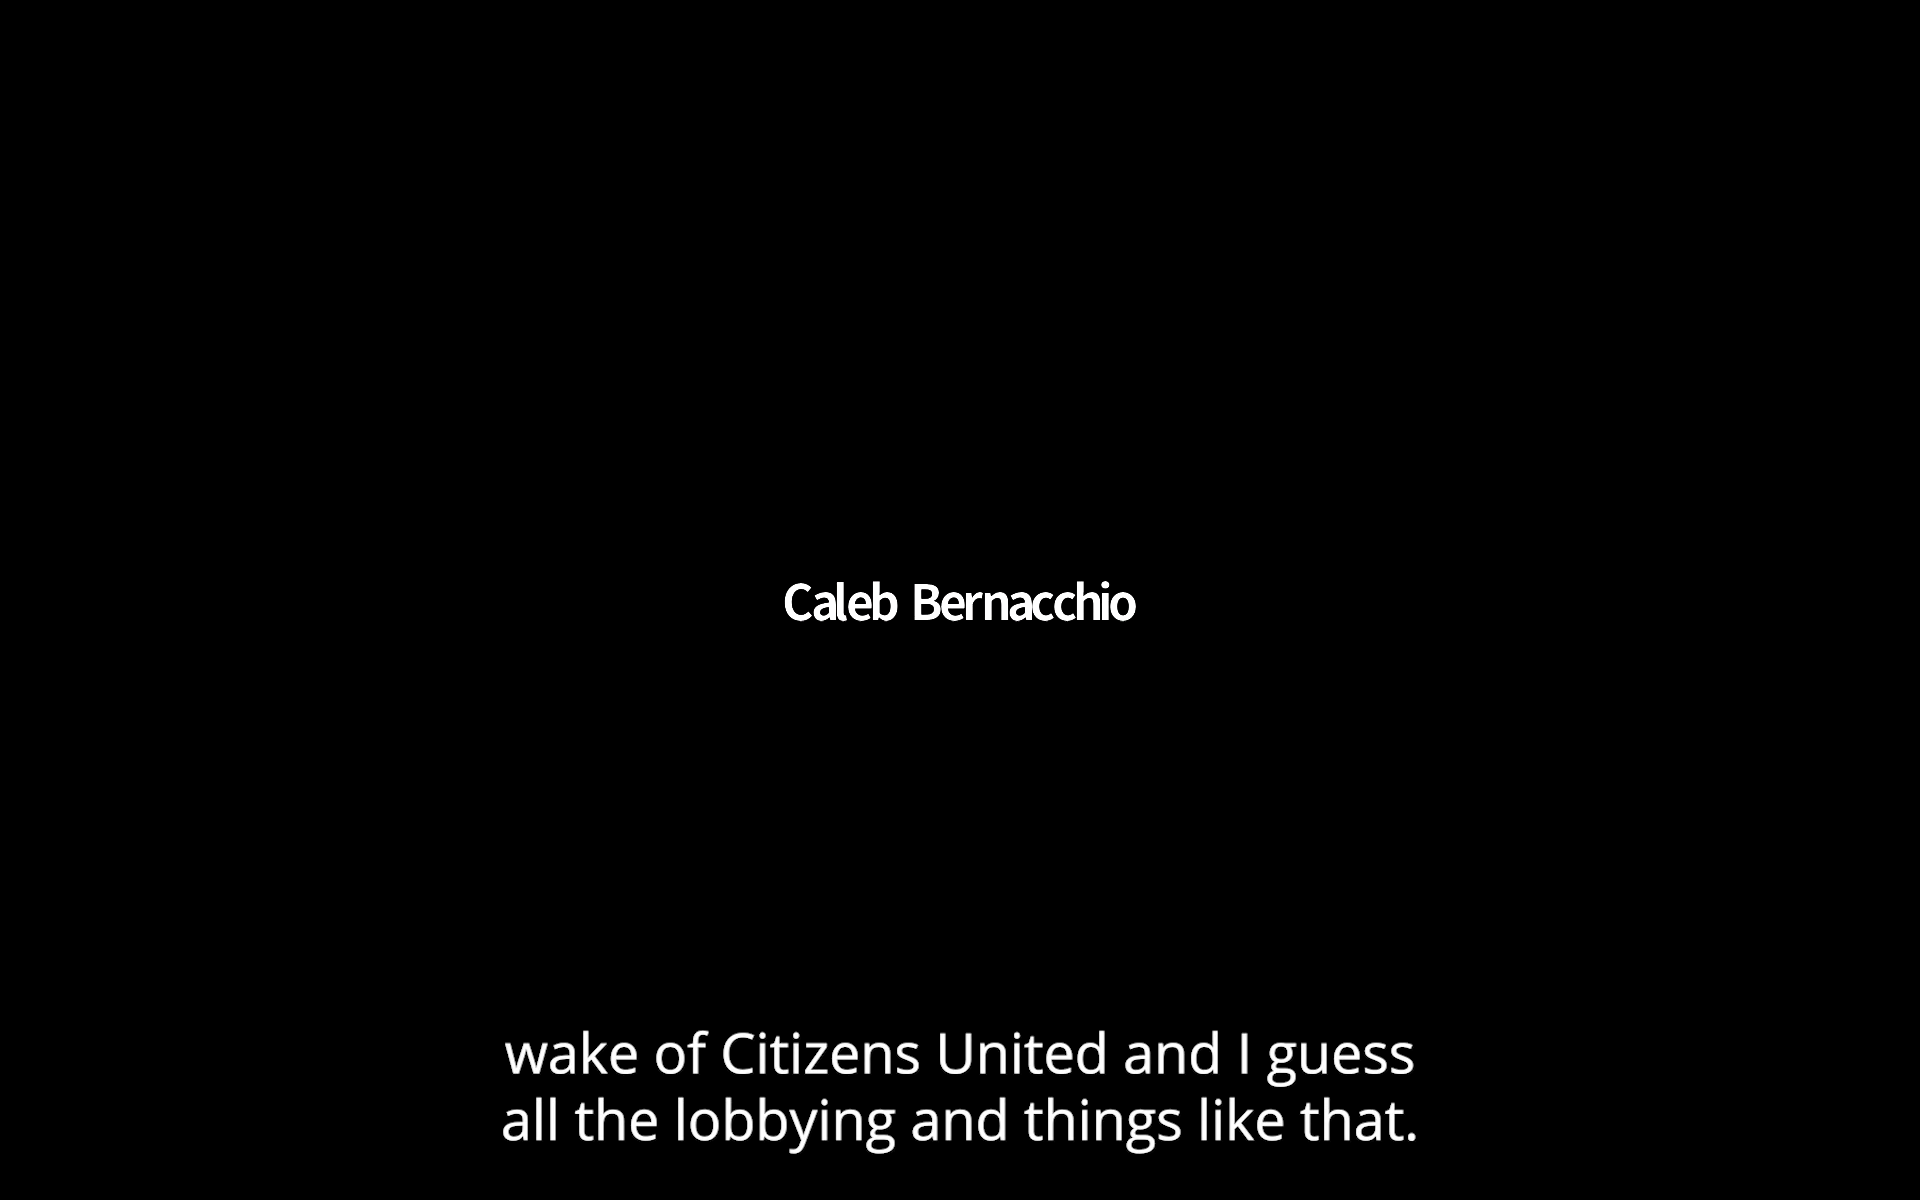 Caleb Bernacchio
wake of Citizens United and I guess
all the lobbying and things like that.